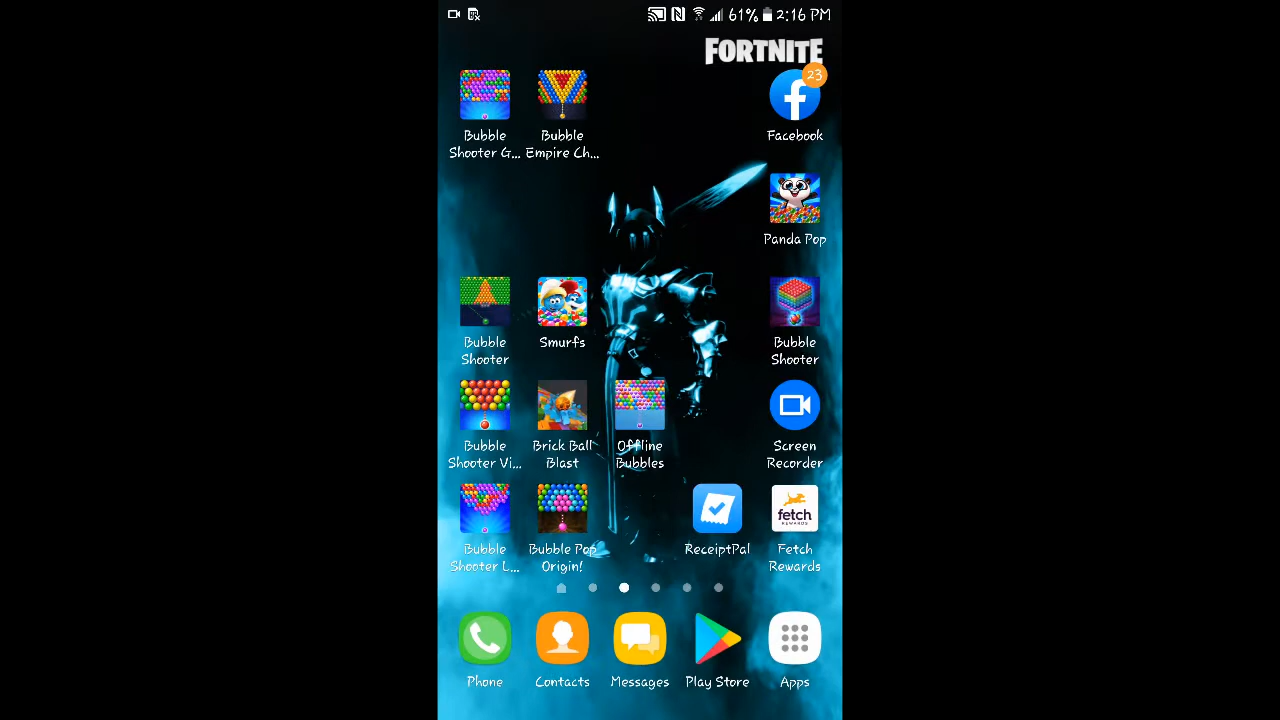 61% 2:16 PM
FORTNITE
23
Bubble
Shooter G...
Bubble
Empire Ch...
Facebook
Panda Pop
Bubble
Shooter
Smurfs
Bubble
Shooter
Bubble
Shooter Vi...
Brick Ball
Blast
Offline
Bubbles
Screen
Recorder
fetch
REWARDS
Bubble
Shooter L...
Bubble Pop
Origin!
ReceiptPal
Fetch
Rewards
Phone
Contacts
Messages
Play Store
Apps